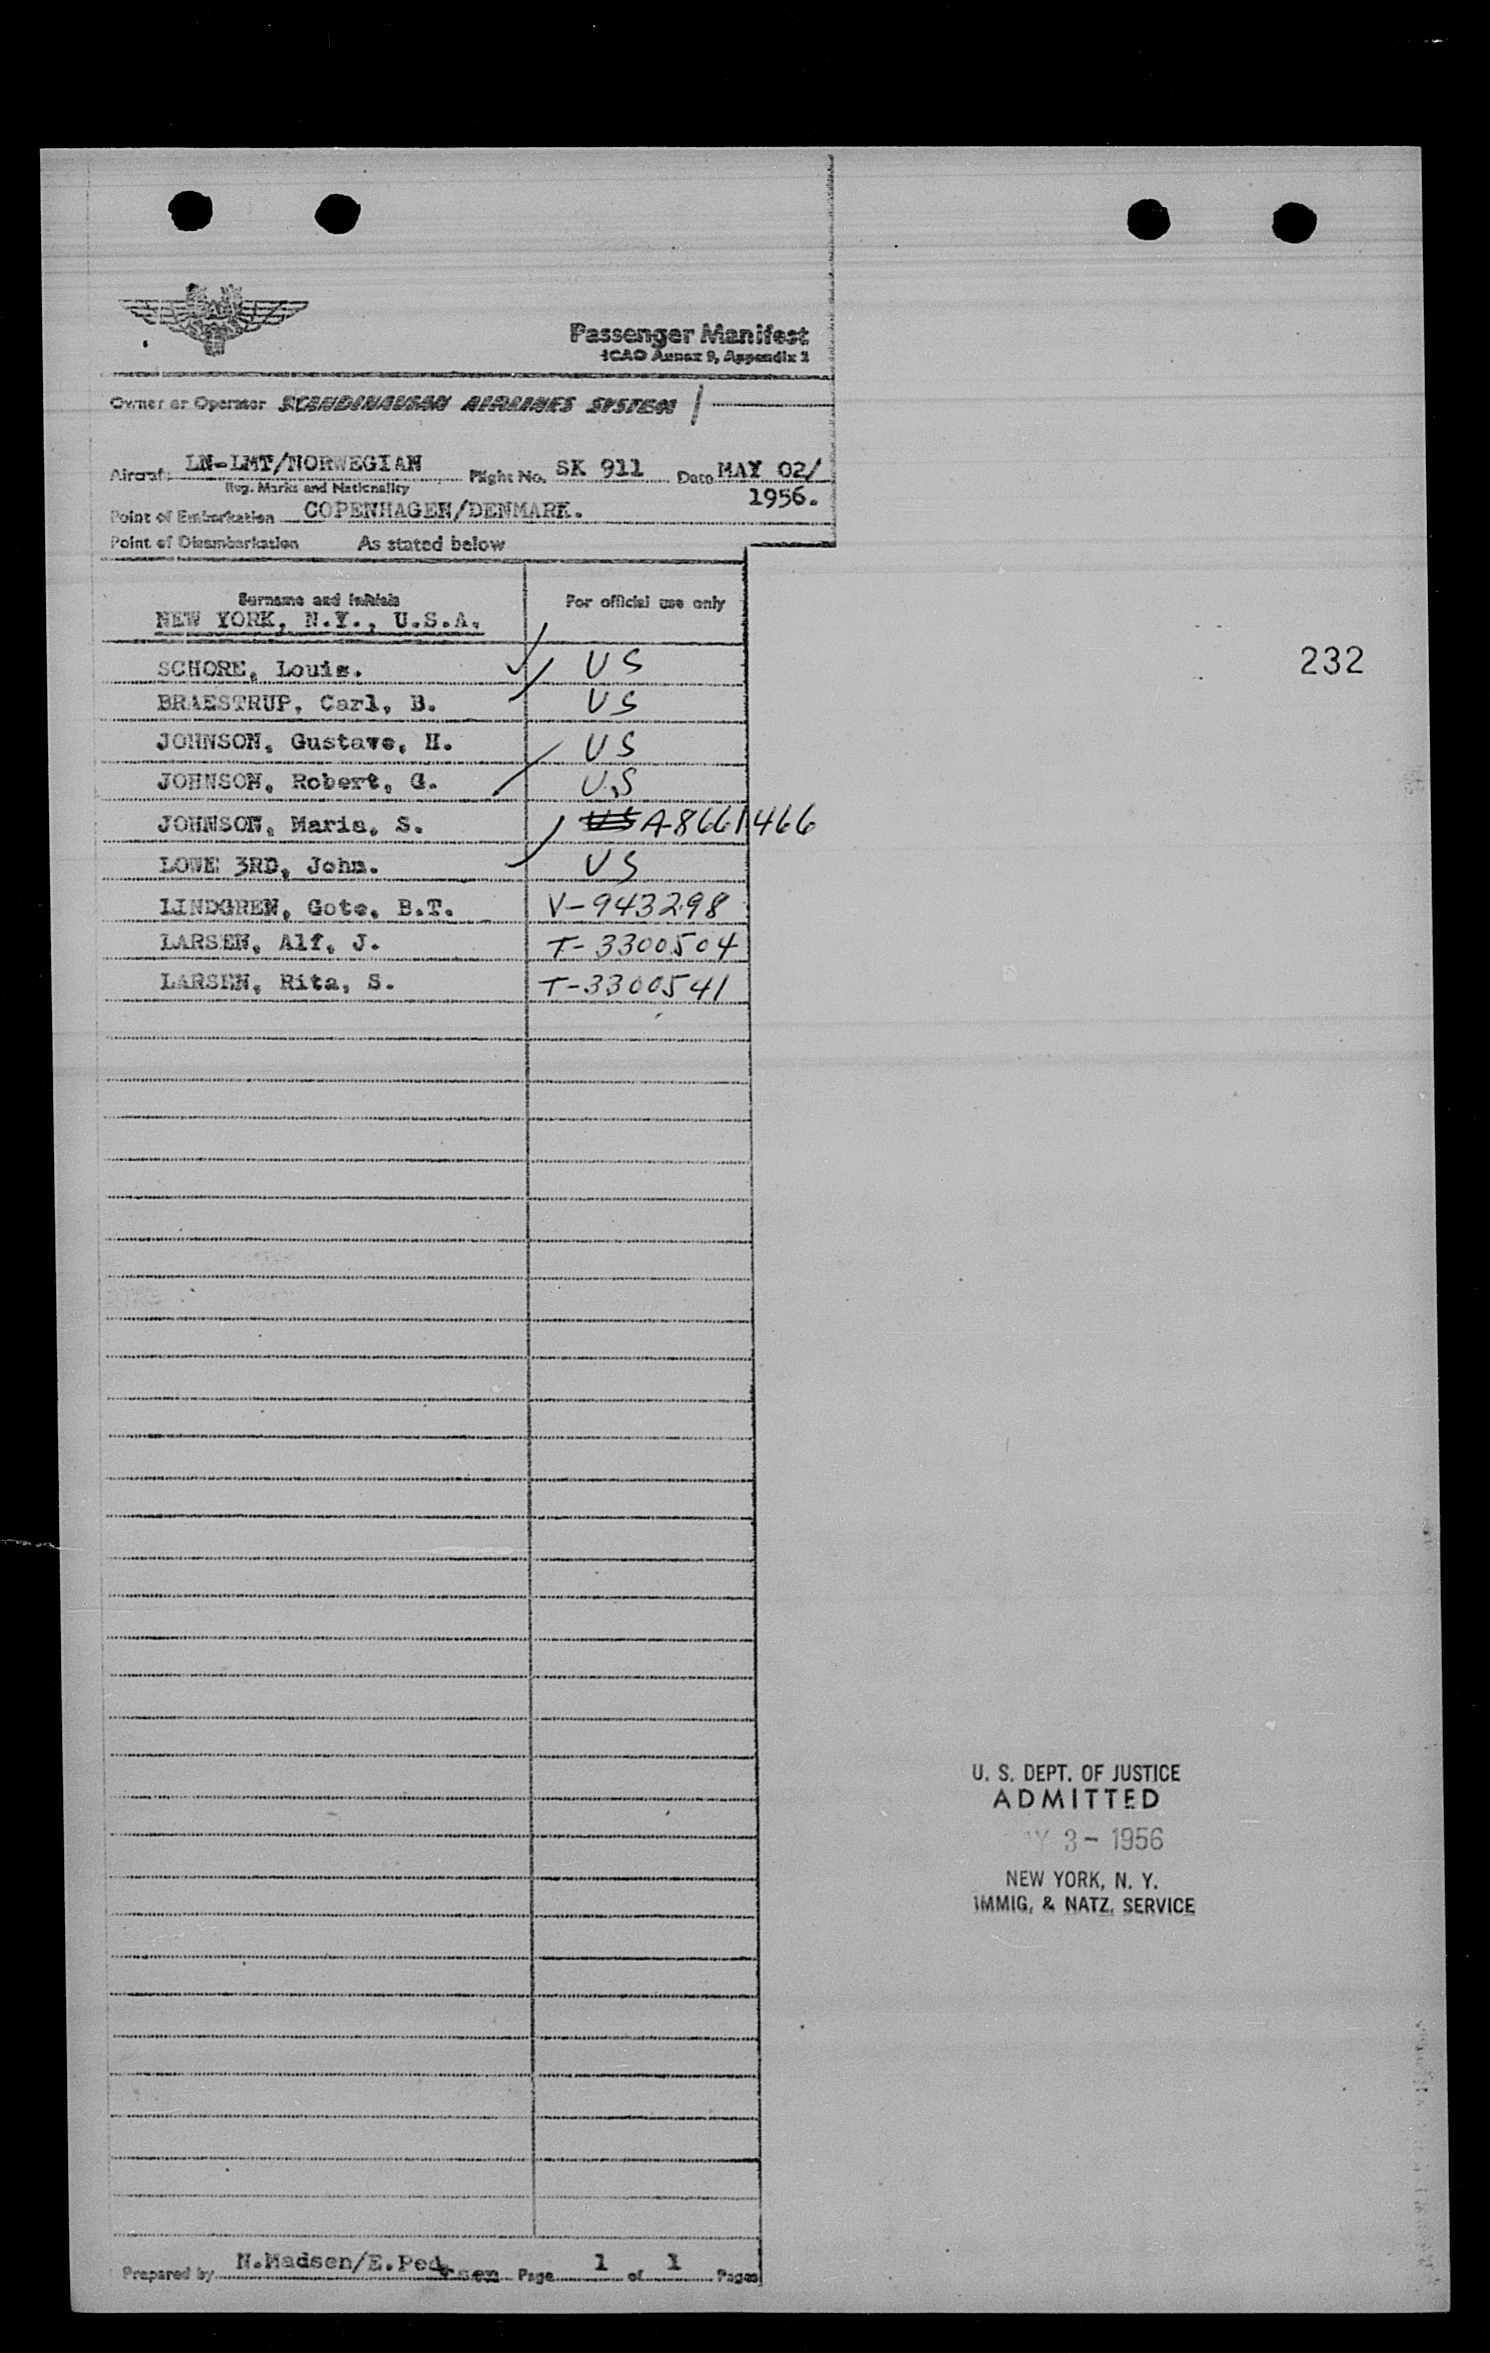 Passenger Manifest
ICAO Annex 9, Appendix 2
Owner or Operator SCANDINAVIAN AIRLINES SYSTEM
Aircraft LN-LMT/NORWEGIAN Flight No. SK 911 Date MAY 02/
Reg. Marks and Nationality 1956.
Point of Embarkation COPENHAGEN/DENMARK.
Point of Disembarkation As stated below
Surname and Initials For official use only
NEW YORK, N.Y., U.S.A.
232
SCHORE, Louis. US
BRAESTRUP, Carl, B. US
JOHNSON, Gustave, H. US
JOHNSON, Robert, G. U.S
JOHNSON, Maria, S. US A-8661466
LOWE 3RD, John. US
LINDGREN, Gote, B.T. V-943298
LARSEN, Alf, J. T-3300504
LARSEN, Rita, S. T-3300541
U. S. DEPT. OF JUSTICE
ADMITTED
AY 3- 1956
NEW YORK, N. Y.
IMMIG. & NATZ. SERVICE
Prepared by N.Madsen/E.Pedersen Page 1 of 1 Pages